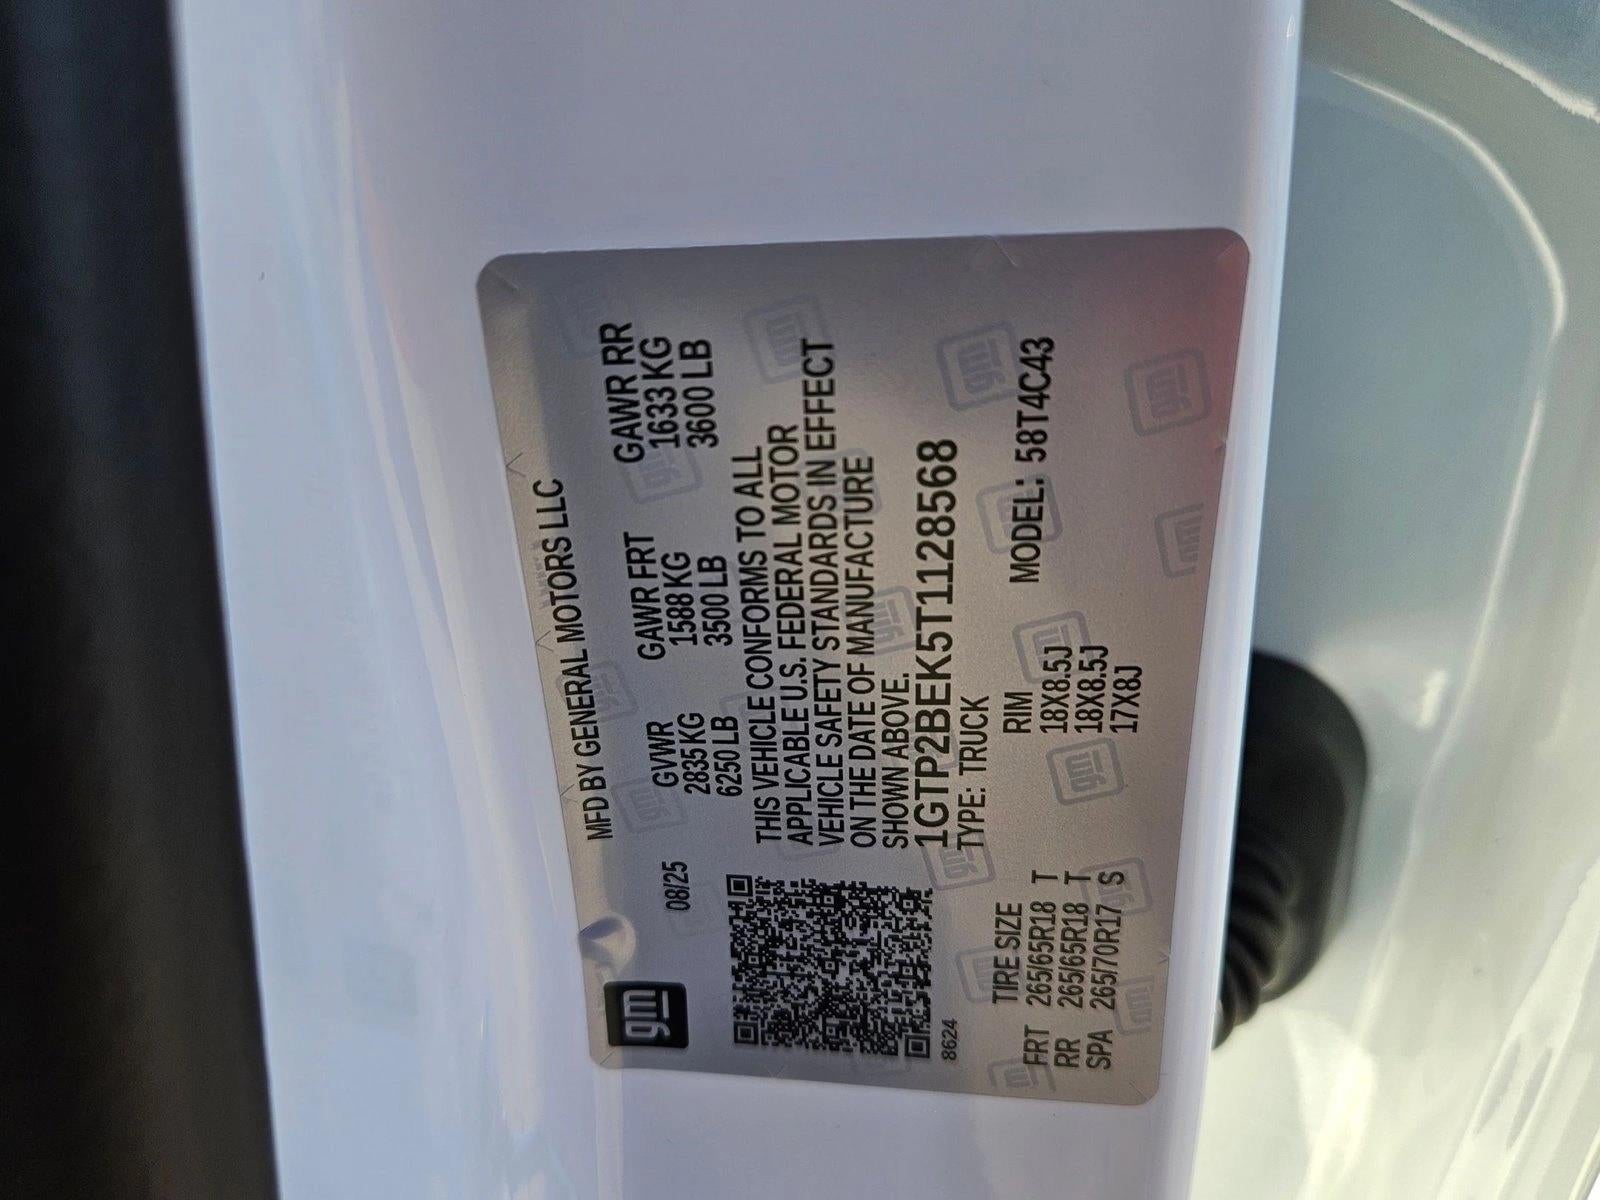 gm
MFD BY GENERAL MOTORS LLC
08/25
GVWR GAWR FRT GAWR RR
2835 KG 1588 KG 1633 KG
6250 LB 3500 LB 3600 LB
THIS VEHICLE CONFORMS TO ALL
APPLICABLE U.S. FEDERAL MOTOR
VEHICLE SAFETY STANDARDS IN EFFECT
ON THE DATE OF MANUFACTURE
SHOWN ABOVE.
1GTP2BEK5T1128568
TYPE: TRUCK
8624
MODEL: 58T4C43
TIRE SIZE RIM
FRT 265/65R18 T 18X8.5J
RR 265/65R18 T 18X8.5J
SPA 265/70R17 S 17X8J